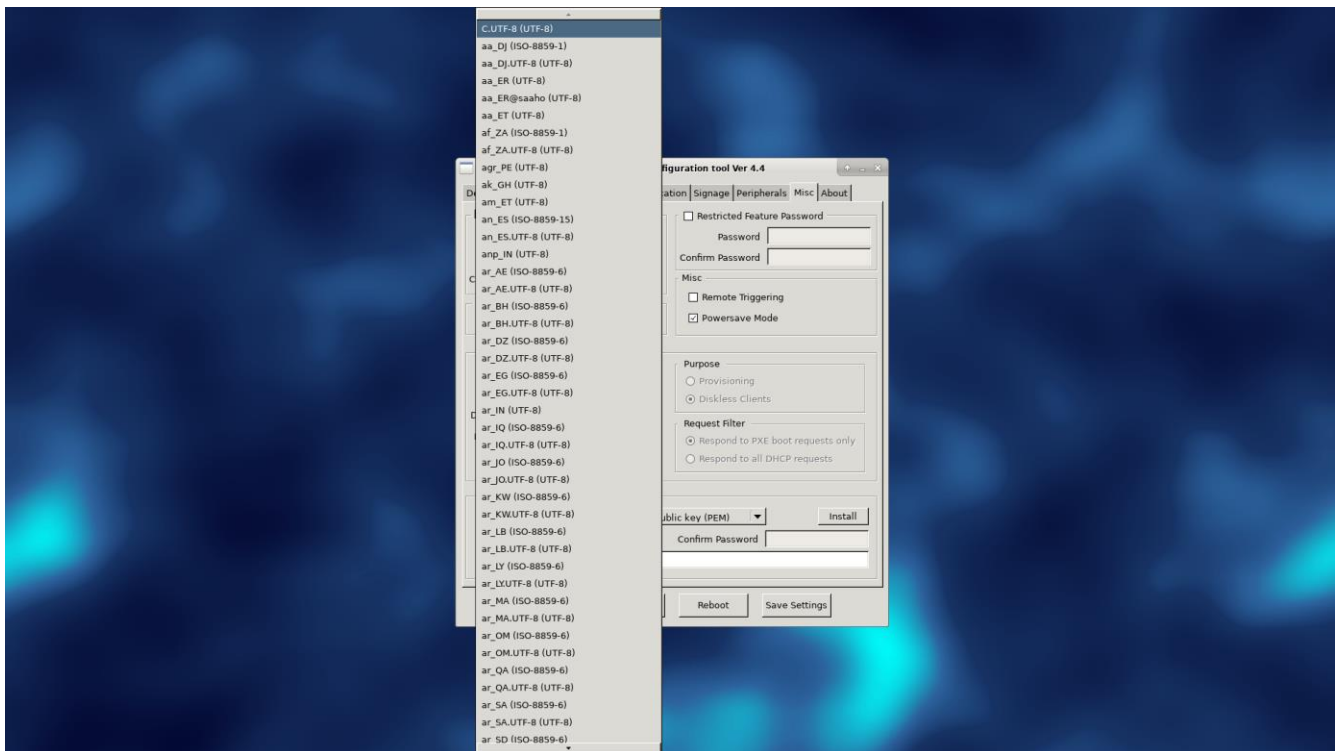 C.UTF-8 (UTF-8)
aa_DJ (ISO-8859-1)
aa_DJ.UTF-8 (UTF-8)
aa_ER (UTF-8)
aa_ER@saaho (UTF-8)
aa_ET (UTF-8)
af_ZA (ISO-8859-1)
af_ZA.UTF-8 (UTF-8)
agr_PE (UTF-8)
ak_GH (UTF-8)
am_ET (UTF-8)
an_ES (ISO-8859-15)
an_ES.UTF-8 (UTF-8)
anp_IN (UTF-8)
ar_AE (ISO-8859-6)
ar_AE.UTF-8 (UTF-8)
ar_BH (ISO-8859-6)
ar_BH.UTF-8 (UTF-8)
ar_DZ (ISO-8859-6)
ar_DZ.UTF-8 (UTF-8)
ar_EG (ISO-8859-6)
ar_EG.UTF-8 (UTF-8)
ar_IN (UTF-8)
ar_IQ (ISO-8859-6)
ar_IQ.UTF-8 (UTF-8)
ar_JO (ISO-8859-6)
ar_JO.UTF-8 (UTF-8)
ar_KW (ISO-8859-6)
ar_KW.UTF-8 (UTF-8)
ar_LB (ISO-8859-6)
ar_LB.UTF-8 (UTF-8)
ar_LY (ISO-8859-6)
ar_LY.UTF-8 (UTF-8)
ar_MA (ISO-8859-6)
ar_MA.UTF-8 (UTF-8)
ar_OM (ISO-8859-6)
ar_OM.UTF-8 (UTF-8)
ar_QA (ISO-8859-6)
ar_QA.UTF-8 (UTF-8)
ar_SA (ISO-8859-6)
ar_SA.UTF-8 (UTF-8)
ar_SD (ISO-8859-6)
figuration tool Ver 4.4
Signage Peripherals Misc About
Restricted Feature Password
Password
Confirm Password
Misc
Remote Triggering
Powersave Mode
Purpose
Provisioning
Diskless Clients
Request Filter
Respond to PXE boot requests only
Respond to all DHCP requests
ublic key (PEM) Install
Confirm Password
Reboot Save Settings